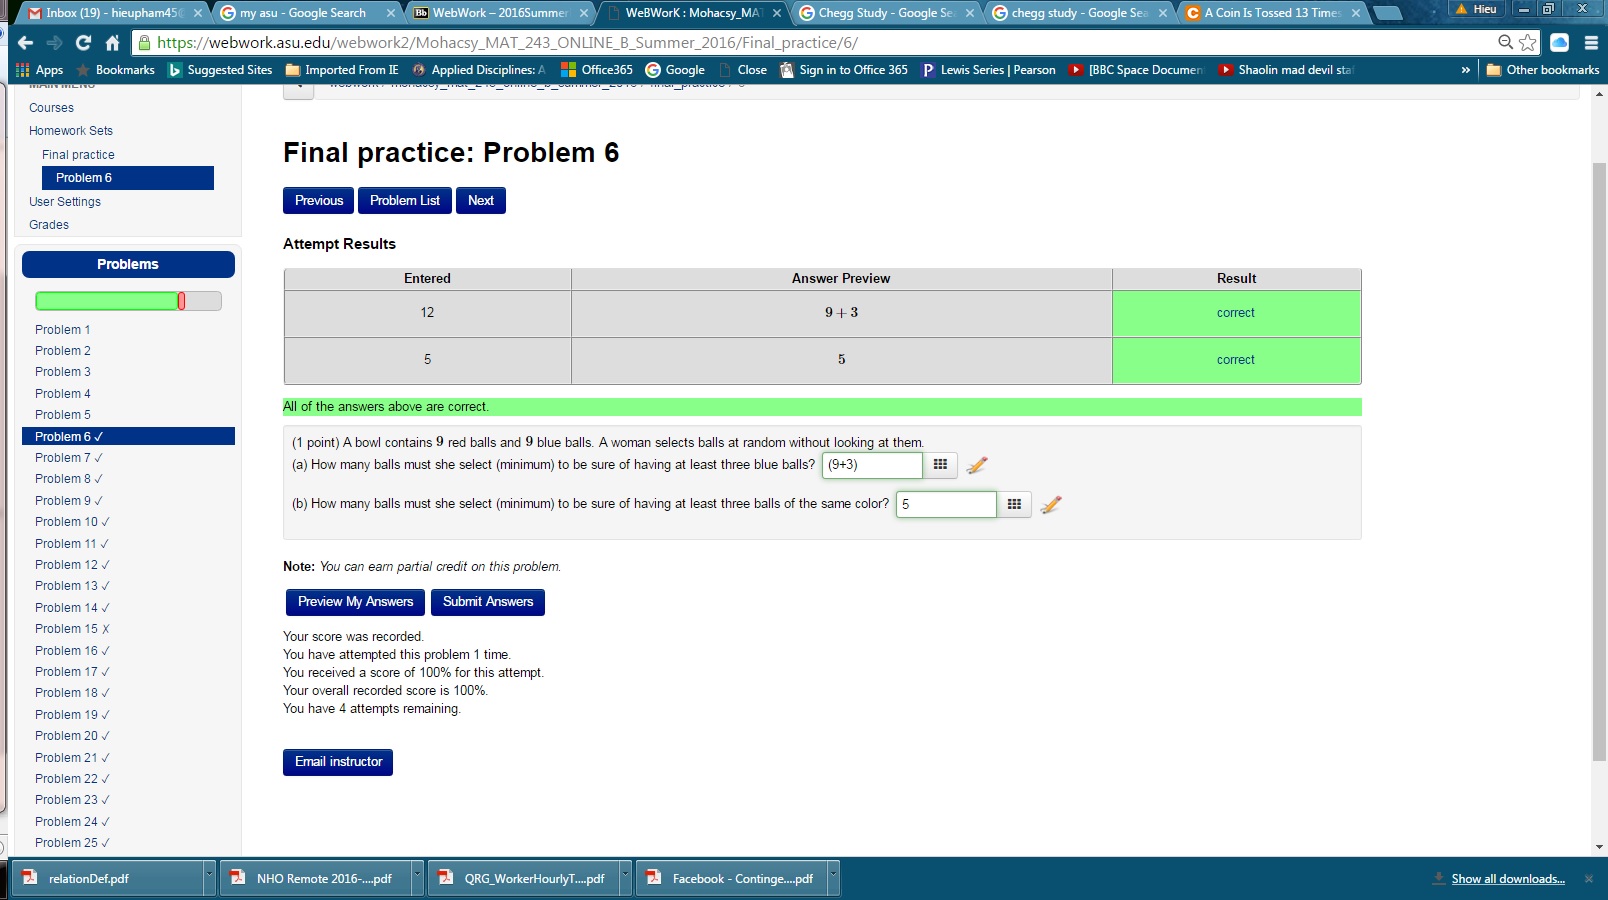 Inbox (19) - hieupham45@
my asu - Google Search
Bb WebWork – 2016Summer
WeBWorK : Mohacsy_MAT
Chegg Study - Google Se
chegg study - Google Sea
A Coin Is Tossed 13 Times
Hieu
https://webwork.asu.edu/webwork2/Mohacsy_MAT_243_ONLINE_B_Summer_2016/Final_practice/6/
Apps
Bookmarks
Suggested Sites
Imported From IE
Applied Disciplines: A
Office365
Google
Close
Sign in to Office 365
Lewis Series | Pearson
[BBC Space Documen
Shaolin mad devil sta
»
Other bookmarks
MAIN MENU
Courses
Homework Sets
Final practice
Problem 6
User Settings
Grades
Problems
Problem 1
Problem 2
Problem 3
Problem 4
Problem 5
Problem 6 ✓
Problem 7 ✓
Problem 8 ✓
Problem 9 ✓
Problem 10 ✓
Problem 11 ✓
Problem 12 ✓
Problem 13 ✓
Problem 14 ✓
Problem 15 ✗
Problem 16 ✓
Problem 17 ✓
Problem 18 ✓
Problem 19 ✓
Problem 20 ✓
Problem 21 ✓
Problem 22 ✓
Problem 23 ✓
Problem 24 ✓
Problem 25 ✓
Final practice: Problem 6
Previous
Problem List
Next
Attempt Results
Entered Answer Preview Result
12 9 + 3 correct
5 5 correct
All of the answers above are correct.
(1 point) A bowl contains 9 red balls and 9 blue balls. A woman selects balls at random without looking at them.
(a) How many balls must she select (minimum) to be sure of having at least three blue balls? (9+3)
(b) How many balls must she select (minimum) to be sure of having at least three balls of the same color? 5
Note: You can earn partial credit on this problem.
Preview My Answers
Submit Answers
Your score was recorded.
You have attempted this problem 1 time.
You received a score of 100% for this attempt.
Your overall recorded score is 100%.
You have 4 attempts remaining.
Email instructor
relationDef.pdf
NHO Remote 2016-....pdf
QRG_WorkerHourlyT....pdf
Facebook - Continge....pdf
Show all downloads...